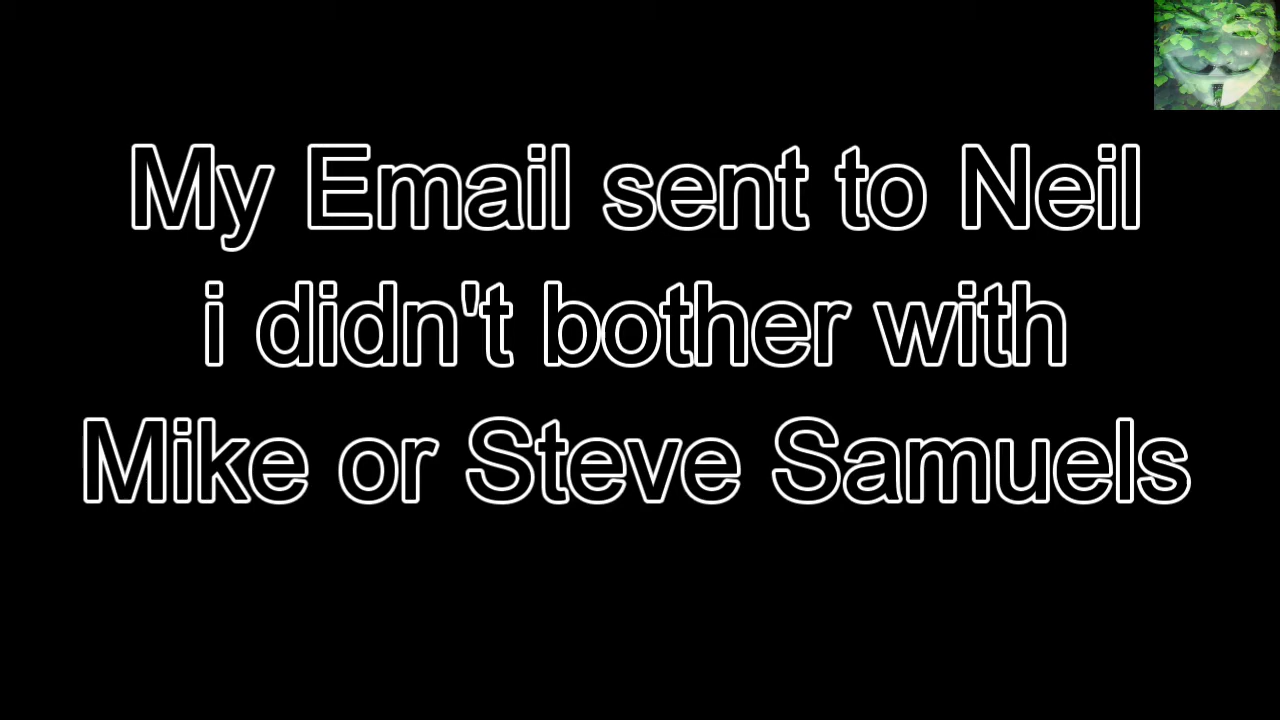 My Email sent to Neil
i didn't bother with
Mike or Steve Samuels